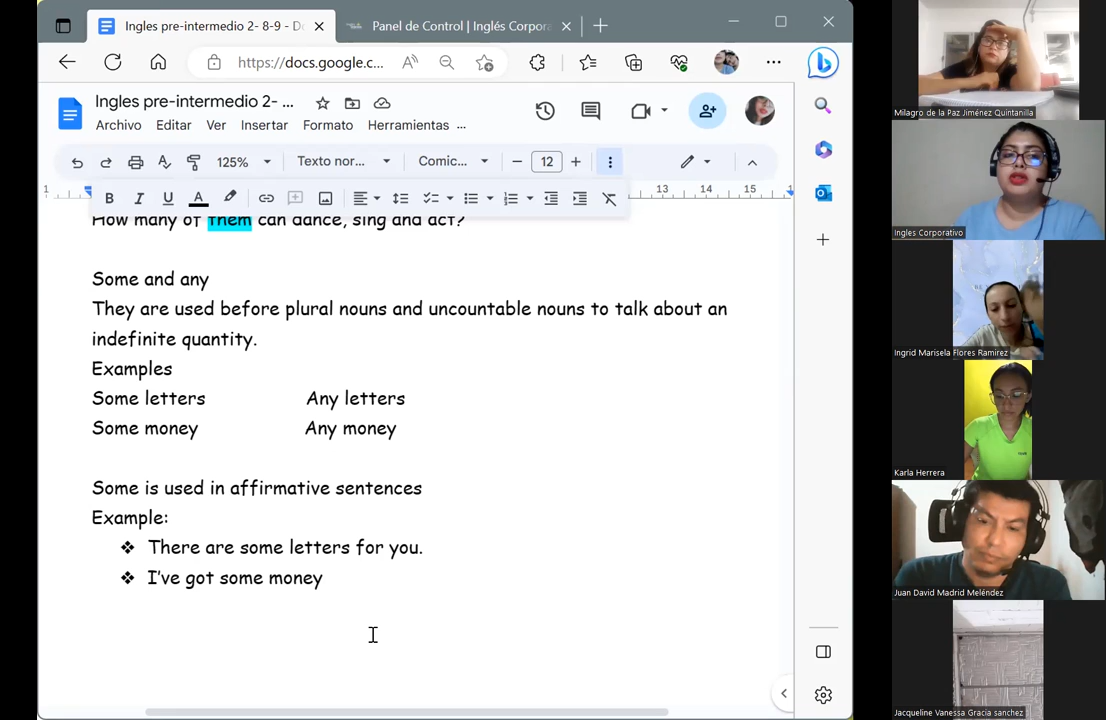 Ingles pre-intermedio 2- 8-9 - Do
Panel de Control | Inglés Corpora
https://docs.google.c...
Ingles pre-intermedio 2- ...
Archivo Editar Ver Insertar Formato Herramientas ...
125% Texto nor... Comic... 12
1 13 14 15
How many of them can dance, sing and act?
Some and any
They are used before plural nouns and uncountable nouns to talk about an
indefinite quantity.
Examples
Some letters Any letters
Some money Any money
Some is used in affirmative sentences
Example:
❖ There are some letters for you.
❖ I've got some money
Milagro de la Paz Jiménez Quintanilla
Ingles Corporativo
Ingrid Marisela Flores Ramírez
Karla Herrera
Juan David Madrid Meléndez
Jacqueline Vanessa Gracia sanchez